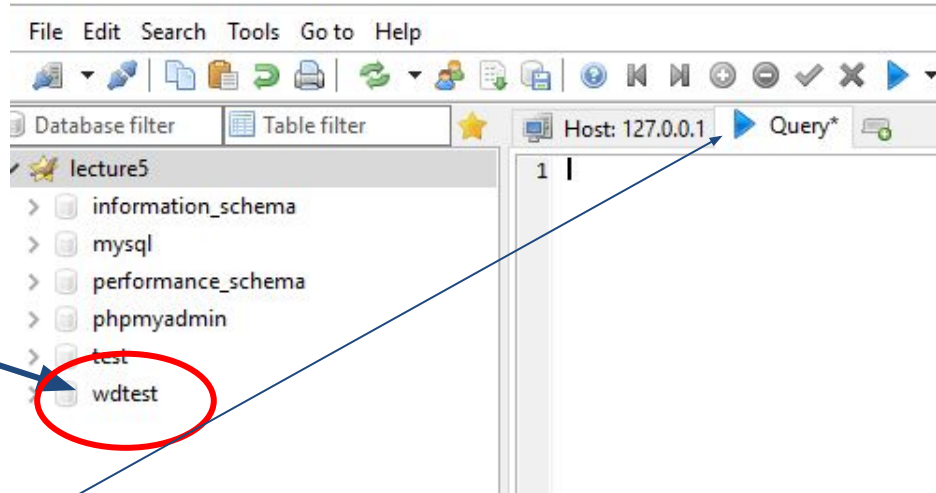 File Edit Search Tools Go to Help
Database filter Table filter Host: 127.0.0.1 Query*
lecture5
1
information_schema
mysql
performance_schema
phpmyadmin
test
wdtest